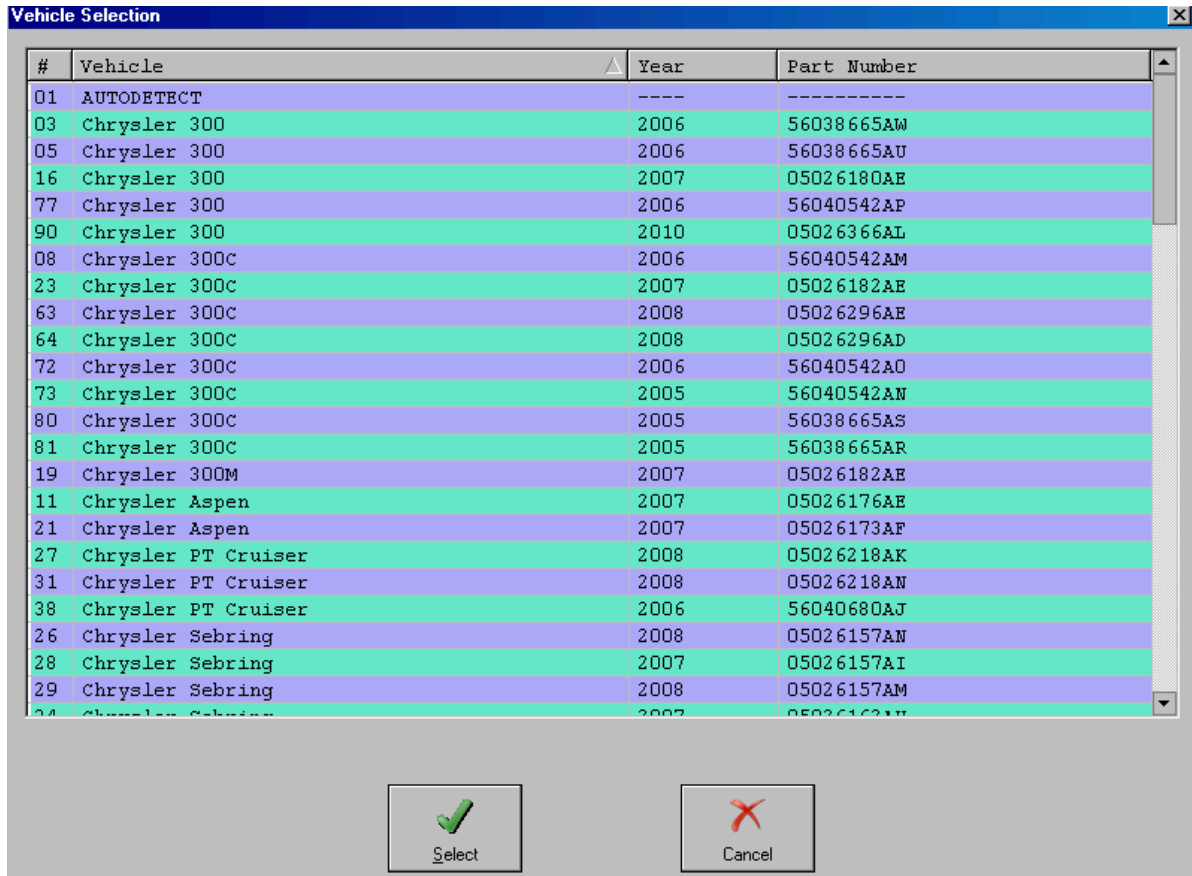 Vehicle Selection
# Vehicle Year Part Number
01 AUTODETECT ---- ----------
03 Chrysler 300 2006 56038665AW
05 Chrysler 300 2006 56038665AU
16 Chrysler 300 2007 05026180AE
77 Chrysler 300 2006 56040542AP
90 Chrysler 300 2010 05026366AL
08 Chrysler 300C 2006 56040542AM
23 Chrysler 300C 2007 05026182AE
63 Chrysler 300C 2008 05026296AE
64 Chrysler 300C 2008 05026296AD
72 Chrysler 300C 2006 56040542AO
73 Chrysler 300C 2005 56040542AN
80 Chrysler 300C 2005 56038665AS
81 Chrysler 300C 2005 56038665AR
19 Chrysler 300M 2007 05026182AE
11 Chrysler Aspen 2007 05026176AE
21 Chrysler Aspen 2007 05026173AF
27 Chrysler PT Cruiser 2008 05026218AK
31 Chrysler PT Cruiser 2008 05026218AN
38 Chrysler PT Cruiser 2006 56040680AJ
26 Chrysler Sebring 2008 05026157AN
28 Chrysler Sebring 2007 05026157AI
29 Chrysler Sebring 2008 05026157AM
Chrysler Sebring 2007
Select Cancel